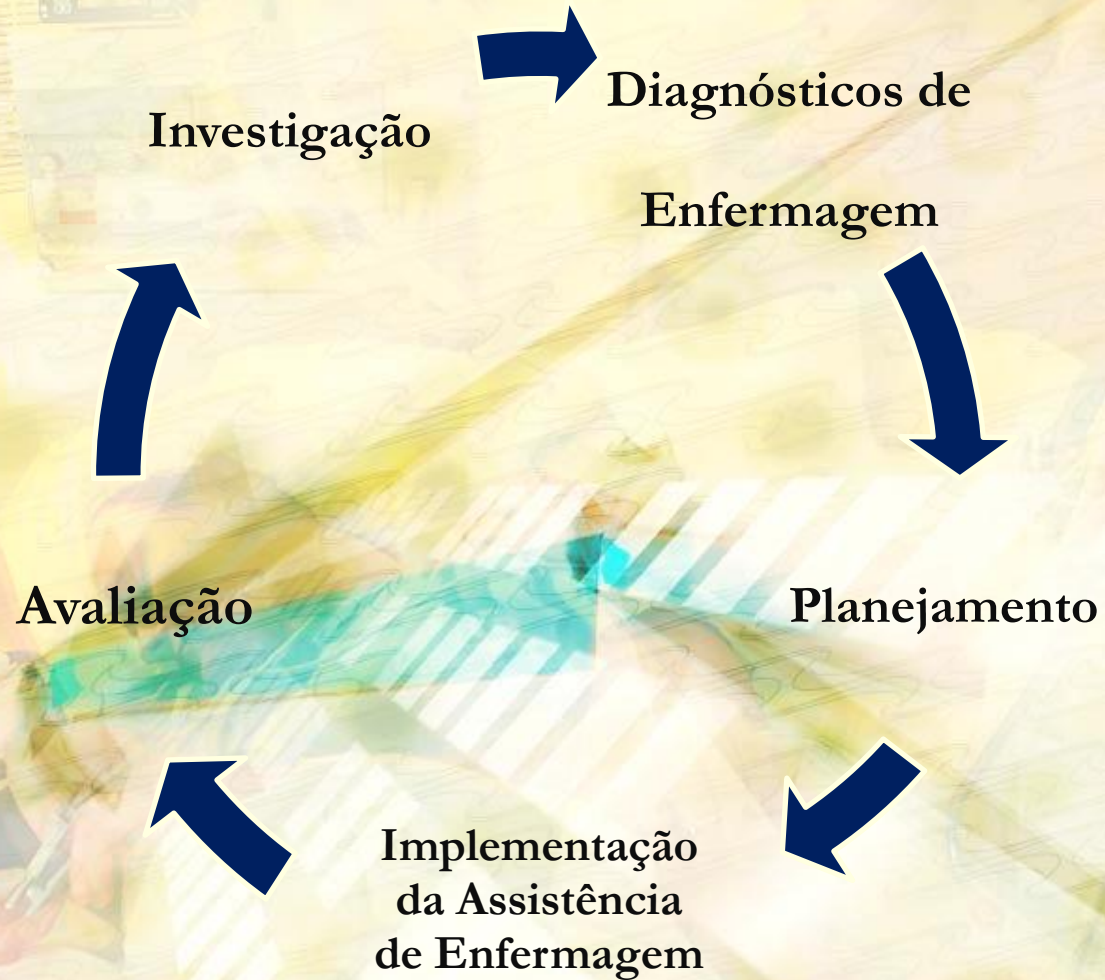 Investigação
Diagnósticos de
Enfermagem
Planejamento
Implementação
da Assistência
de Enfermagem
Avaliação